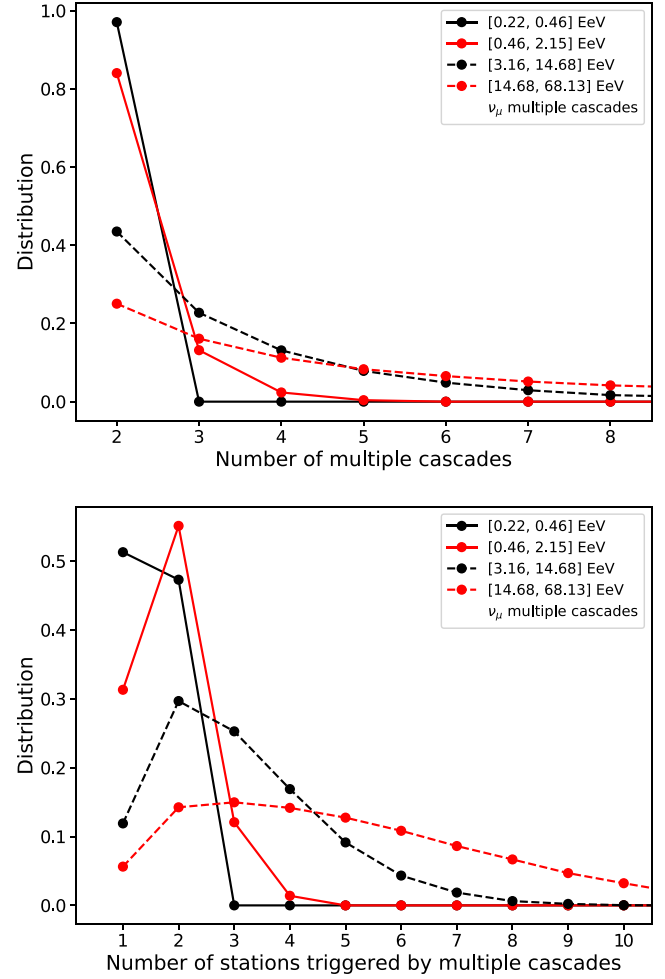 1.0
0.8
0.6
0.4
0.2
0.0
Distribution
[0.22, 0.46] EeV
[0.46, 2.15] EeV
[3.16, 14.68] EeV
[14.68, 68.13] EeV
νμ multiple cascades
2 3 4 5 6 7 8
Number of multiple cascades
0.5
0.4
0.3
0.2
0.1
0.0
Distribution
[0.22, 0.46] EeV
[0.46, 2.15] EeV
[3.16, 14.68] EeV
[14.68, 68.13] EeV
νμ multiple cascades
1 2 3 4 5 6 7 8 9 10
Number of stations triggered by multiple cascades